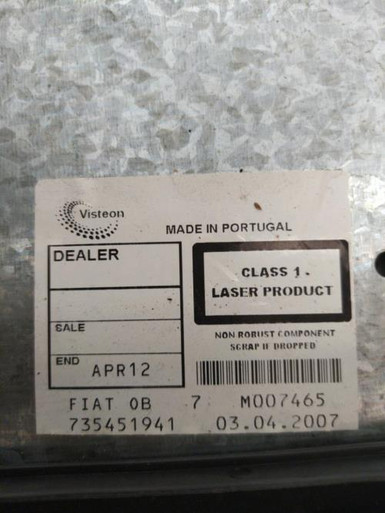 Visteon
MADE IN PORTUGAL
DEALER
CLASS 1
LASER PRODUCT
SALE
NON ROBUST COMPONENT
SCRAP IF DROPPED
END
APR12
FIAT 0B 7 M007465
735451941 03.04.2007